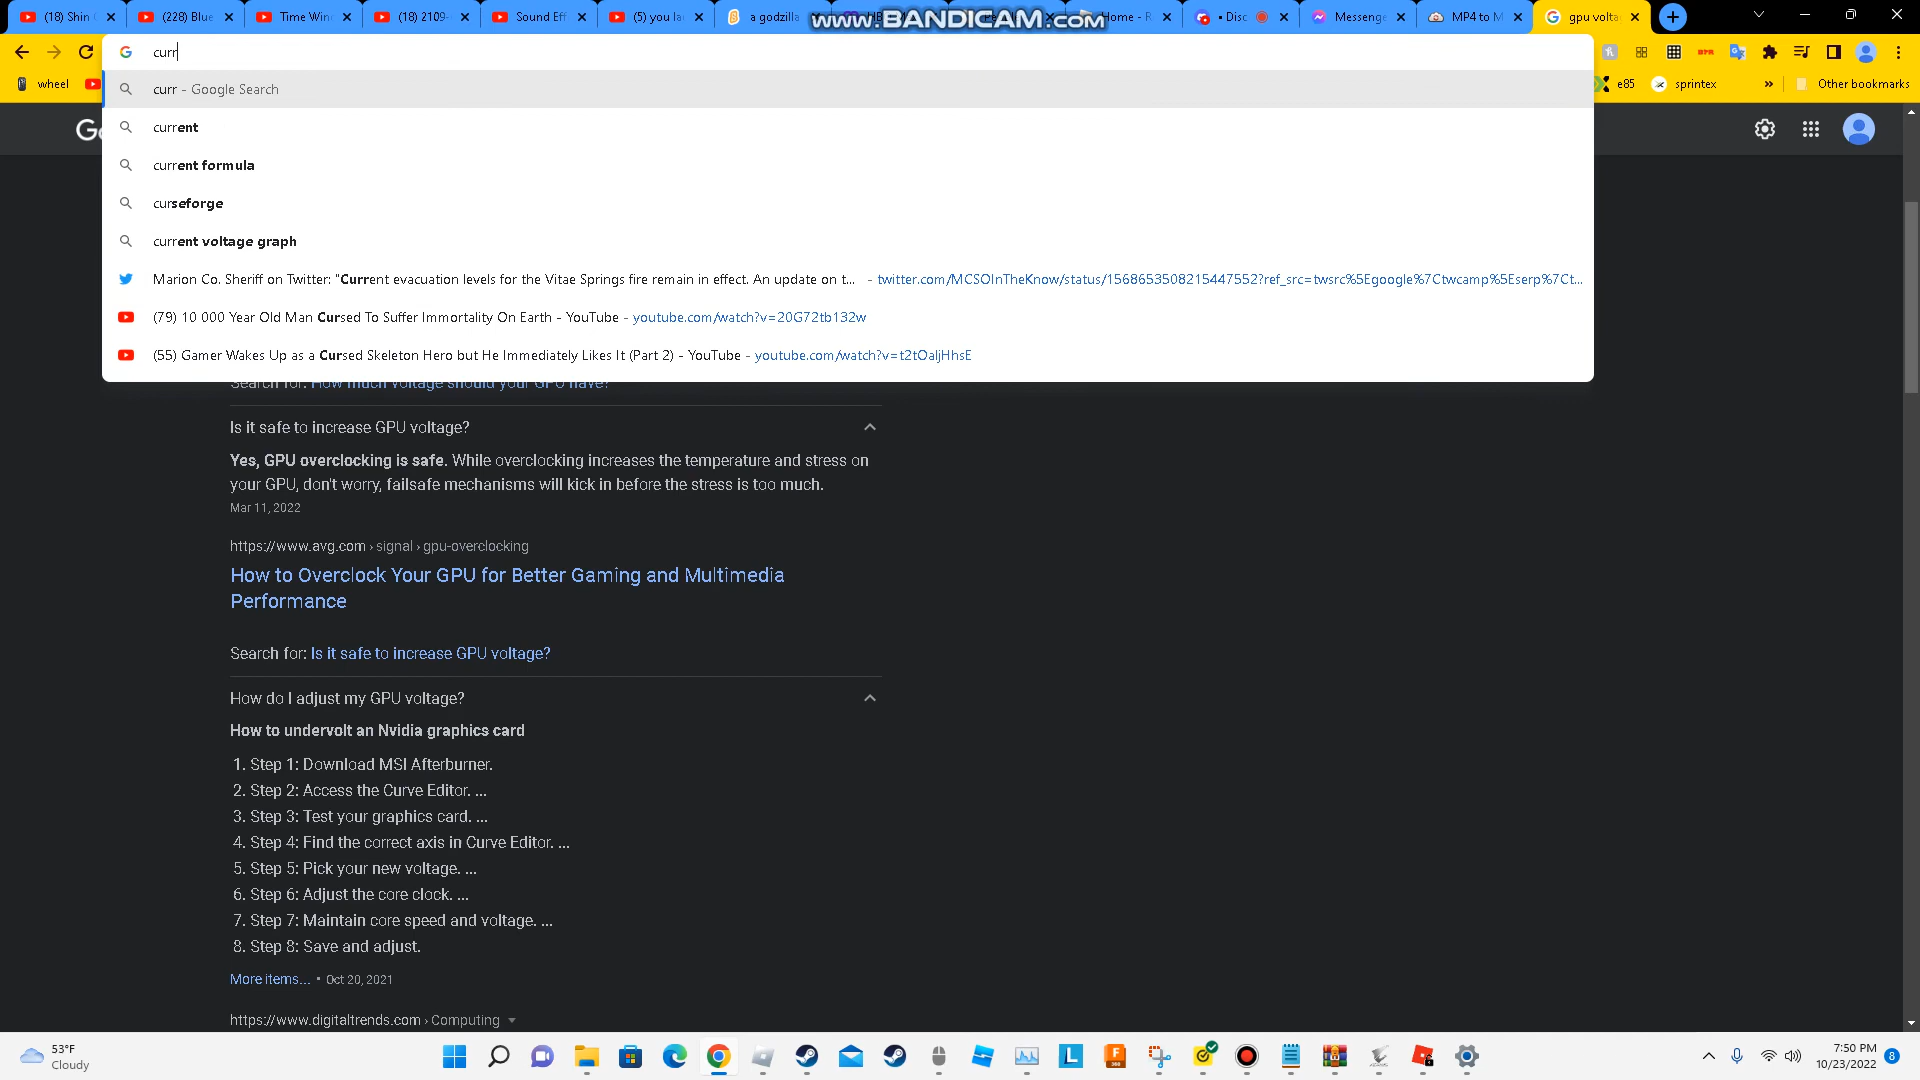 (18) Shin
(228) Blue
Time Win
(18) 2109-
Sound Eff
(5) you la
a godzilla
Home - R
• Disc
Messenge
MP4 to M
gpu volta
www.BANDICAM.com
curr
wheel
e85
sprintex
»
Other bookmarks
curr - Google Search
current
current formula
curseforge
current voltage graph
Marion Co. Sheriff on Twitter: "Current evacuation levels for the Vitae Springs fire remain in effect. An update on t... - twitter.com/MCSOInTheKnow/status/1568653508215447552?ref_src=twsrc%5Egoogle%7Ctwcamp%5Eserp%7Ct...
(79) 10 000 Year Old Man Cursed To Suffer Immortality On Earth - YouTube - youtube.com/watch?v=20G72tb132w
(55) Gamer Wakes Up as a Cursed Skeleton Hero but He Immediately Likes It (Part 2) - YouTube - youtube.com/watch?v=t2tOaljHhsE
Search for: How much voltage should your GPU have?
Is it safe to increase GPU voltage?
Yes, GPU overclocking is safe. While overclocking increases the temperature and stress on
your GPU, don't worry, failsafe mechanisms will kick in before the stress is too much.
Mar 11, 2022
https://www.avg.com › signal › gpu-overclocking
How to Overclock Your GPU for Better Gaming and Multimedia
Performance
Search for: Is it safe to increase GPU voltage?
How do I adjust my GPU voltage?
How to undervolt an Nvidia graphics card
1. Step 1: Download MSI Afterburner.
2. Step 2: Access the Curve Editor. ...
3. Step 3: Test your graphics card. ...
4. Step 4: Find the correct axis in Curve Editor. ...
5. Step 5: Pick your new voltage. ...
6. Step 6: Adjust the core clock. ...
7. Step 7: Maintain core speed and voltage. ...
8. Step 8: Save and adjust.
More items... • Oct 20, 2021
https://www.digitaltrends.com › Computing
53°F
Cloudy
7:50 PM
10/23/2022
8